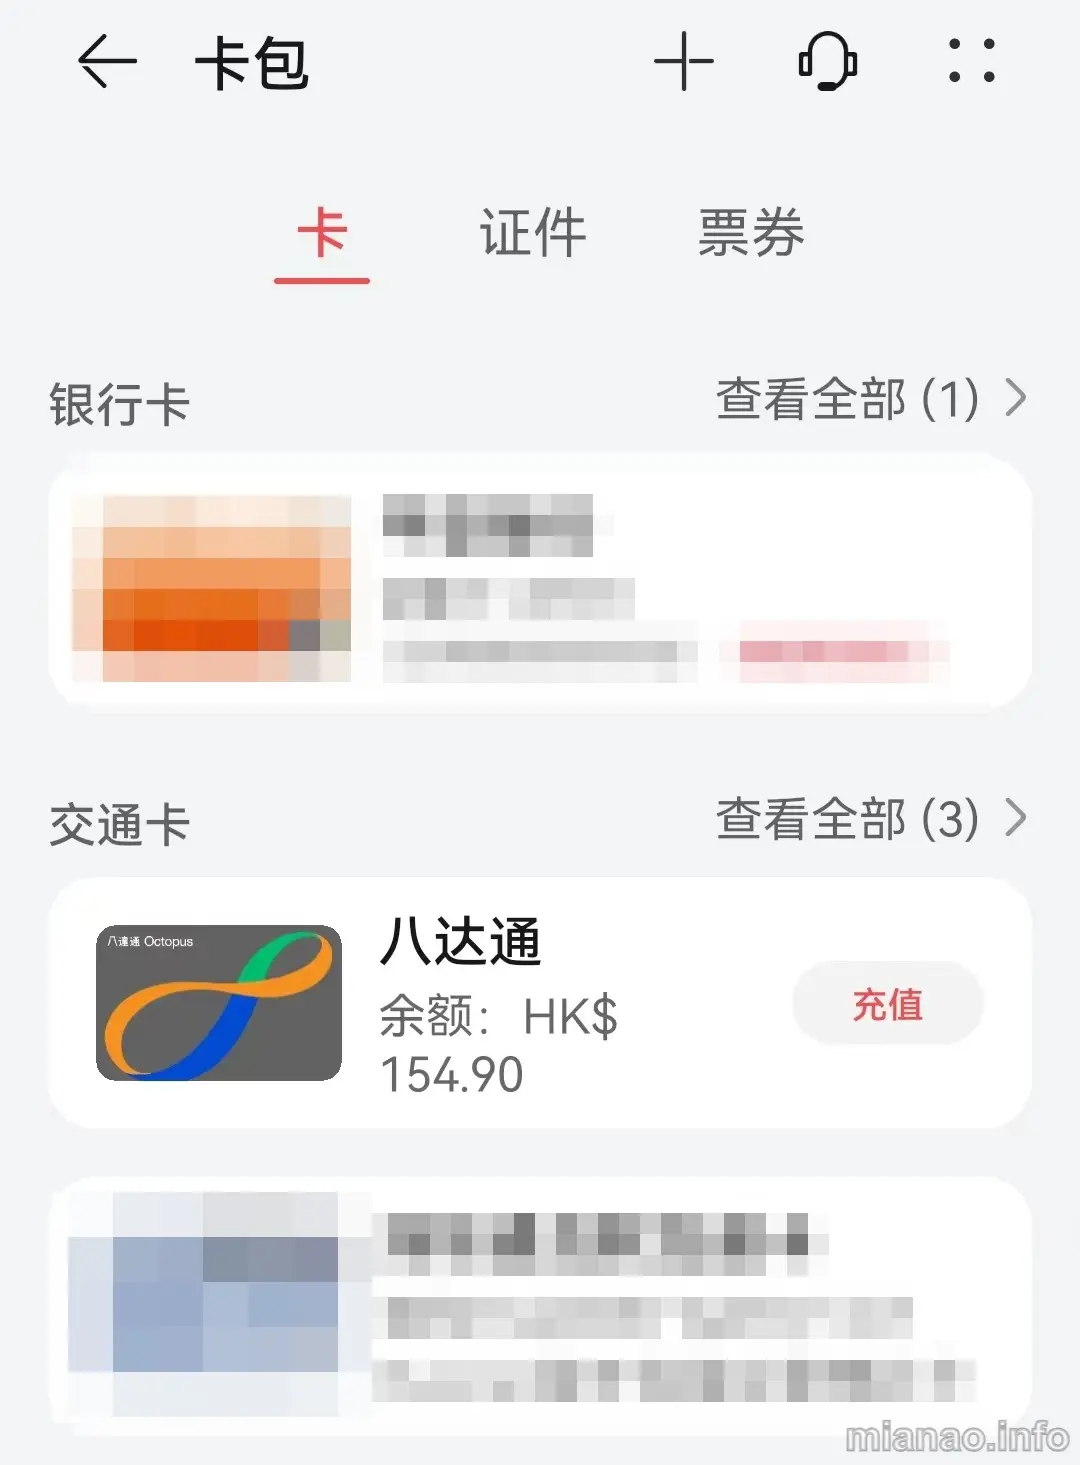 卡包
卡 证件 票券
银行卡 查看全部 (1)
交通卡 查看全部 (3)
八達通 Octopus
八达通
余额：HK$
154.90
充值
mianao.info